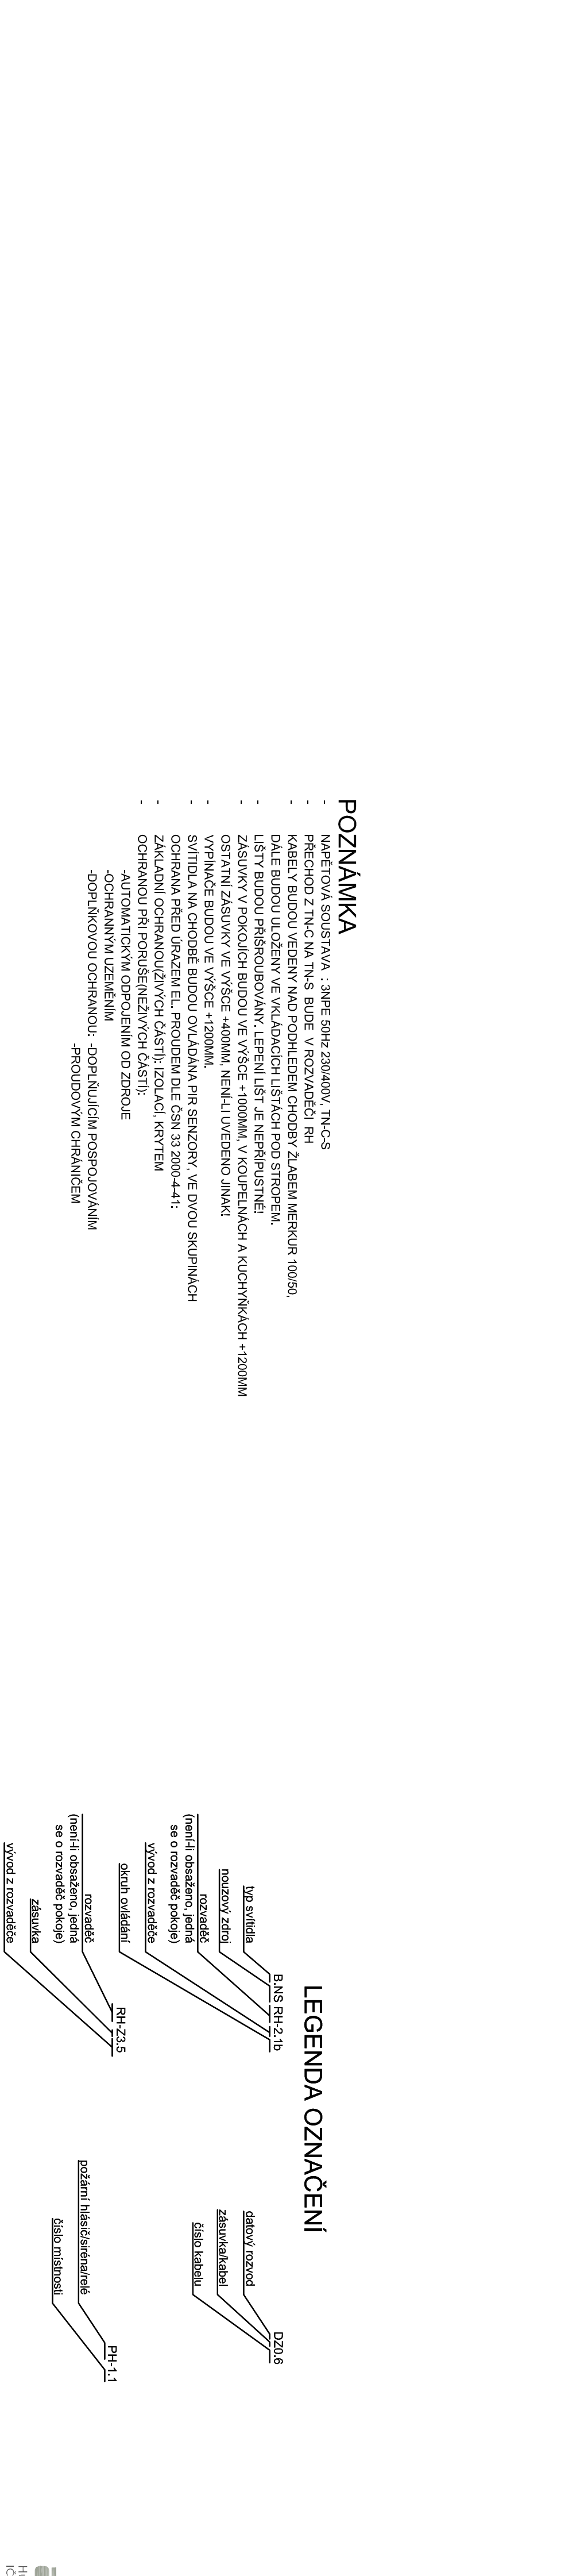 POZNÁMKA
- NAPĚTOVÁ SOUSTAVA : 3NPE 50Hz 230/400V, TN-C-S
- PŘECHOD Z TN-C NA TN-S BUDE V ROZVADĚČI RH
- KABELY BUDOU VEDENY NAD PODHLEDEM CHODBY ŽLABEM MERKUR 100/50,
DÁLE BUDOU ULOŽENY VE VKLÁDACÍCH LIŠTÁCH POD STROPEM.
- LIŠTY BUDOU PŘIŠROUBOVÁNY. LEPENÍ LIŠT JE NEPŘÍPUSTNÉ!
- ZÁSUVKY V POKOJÍCH BUDOU VE VÝŠCE +1000MM, V KOUPELNÁCH A KUCHYŇKÁCH +1200MM
OSTATNÍ ZÁSUVKY VE VÝŠCE +400MM, NENÍ-LI UVEDENO JINAK!
- VYPÍNAČE BUDOU VE VÝŠCE +1200MM.
- SVÍTIDLA NA CHODBĚ BUDOU OVLÁDÁNA PIR SENZORY, VE DVOU SKUPINÁCH
OCHRANA PŘED ÚRAZEM EL. PROUDEM DLE ČSN 33 2000-4-41:
- ZÁKLADNÍ OCHRANOU(ŽIVÝCH ČÁSTÍ): IZOLACÍ, KRYTEM
- OCHRANOU PŘI PORUŠE(NEŽIVÝCH ČÁSTÍ):
-AUTOMATICKÝM ODPOJENÍM OD ZDROJE
-OCHRANNÝM UZEMĚNÍM
-DOPLŇKOVOU OCHRANOU: -DOPLŇUJÍCÍM POSPOJOVÁNÍM
-PROUDOVÝM CHRÁNIČEM
LEGENDA OZNAČENÍ
B.NS RH-2.1b
typ svítidla
nouzový zdroj
rozvaděč
(není-li obsaženo, jedná
se o rozvaděč pokoje)
vývod z rozvaděče
okruh ovládání
RH-Z3.5
rozvaděč
(není-li obsaženo, jedná
se o rozvaděč pokoje)
zásuvka
vývod z rozvaděče
DZ0.6
datový rozvod
zásuvka/kabel
číslo kabelu
PH-1.1
požární hlásič/siréna/relé
číslo místnosti